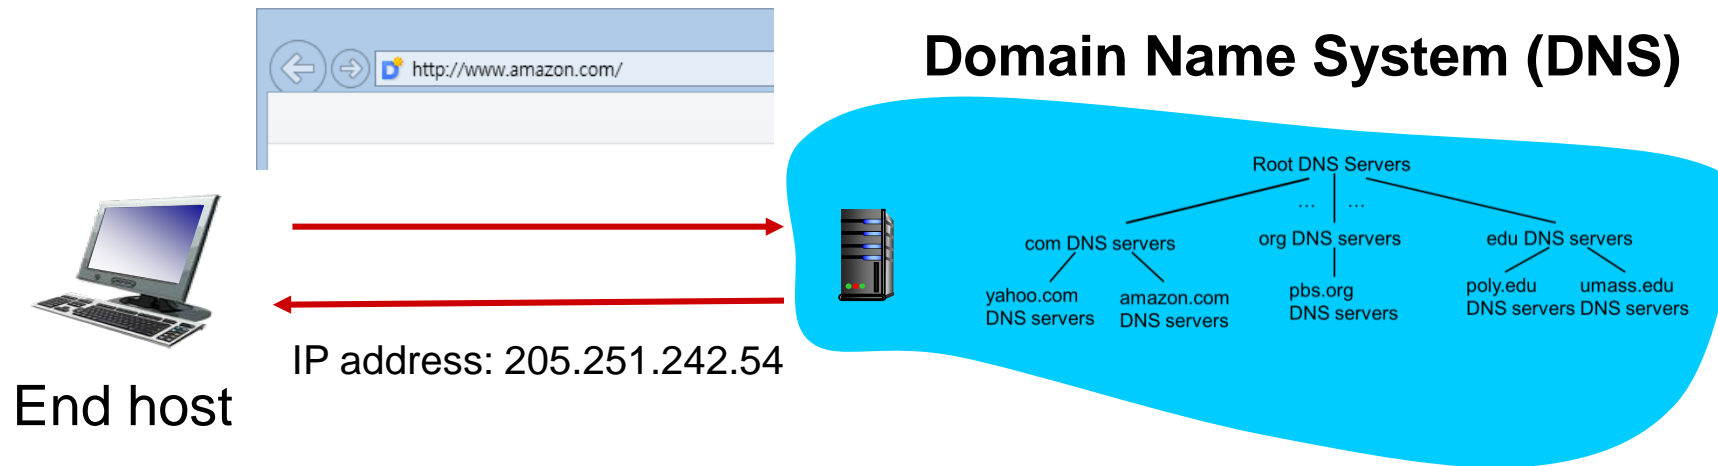 http://www.amazon.com/
Domain Name System (DNS)
Root DNS Servers
... ...
com DNS servers
org DNS servers
edu DNS servers
yahoo.com
DNS servers
amazon.com
DNS servers
pbs.org
DNS servers
poly.edu
DNS servers
umass.edu
DNS servers
IP address: 205.251.242.54
End host